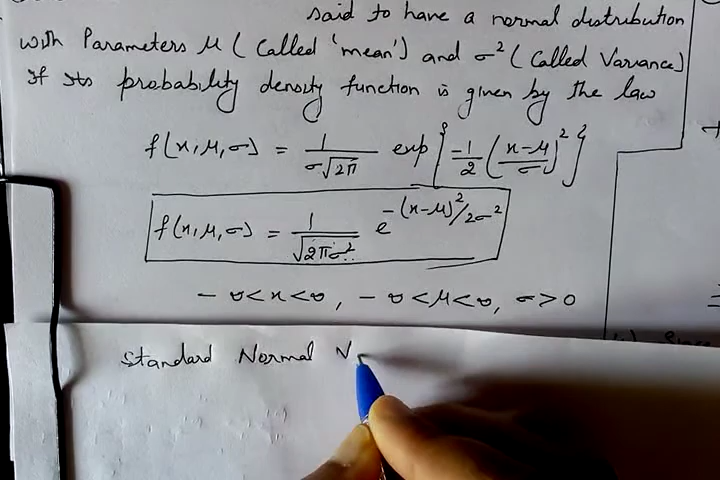 said to have a normal distribution
with Parameters μ ( Called 'mean') and σ² ( Called Variance)
If its probability density function is given by the law
f(x, μ, σ) = 1/σ√2π exp{ -1/2 (x-μ/σ)² }
f(x, μ, σ) = 1/√2πσ² e^-(x-μ)²/2σ²
- ∞ < x < ∞, - ∞ < μ < ∞, σ > 0
Standard Normal V